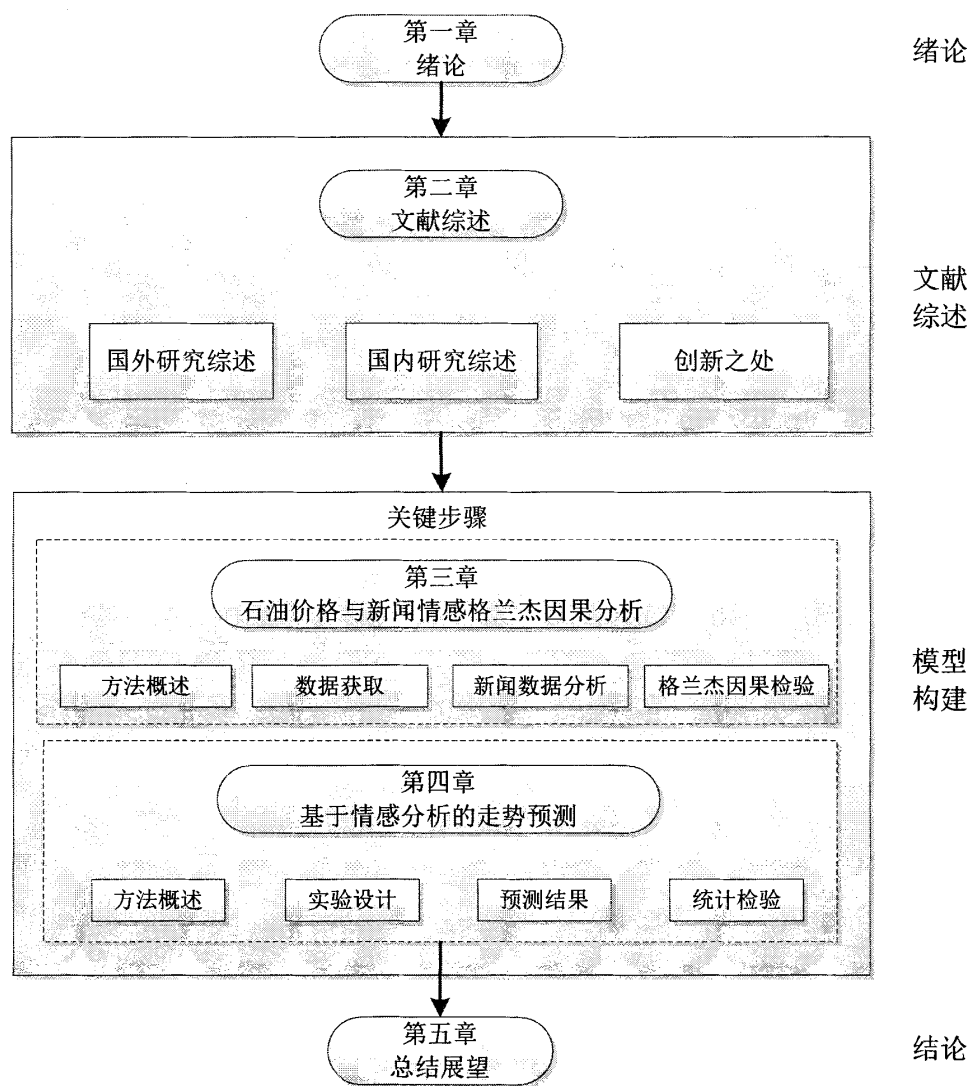 第一章
绪论
绪论
第二章
文献综述
文献
综述
国外研究综述
国内研究综述
创新之处
关键步骤
第三章
石油价格与新闻情感格兰杰因果分析
方法概述
数据获取
新闻数据分析
格兰杰因果检验
模型
构建
第四章
基于情感分析的走势预测
方法概述
实验设计
预测结果
统计检验
第五章
总结展望
结论